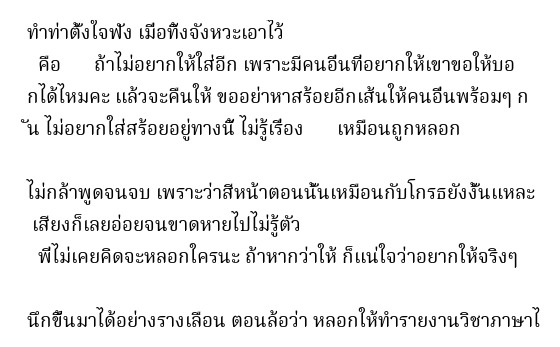 ทำท่าตั้งใจฟัง เมื่อทิ้งจังหวะเอาไว้
คือ ถ้าไม่อยากให้ใส่อีก เพราะมีคนอื่นที่อยากให้เขาขอให้บอ
กได้ไหมคะ แล้วจะคืนให้ ขออย่าหาสร้อยอีกเส้นให้คนอื่นพร้อมๆ ก
ัน ไม่อยากใส่สร้อยอยู่ทางนี้ ไม่รู้เรื่อง เหมือนถูกหลอก
ไม่กล้าพูดจนจบ เพราะว่าสีหน้าตอนนั้นเหมือนกับโกรธยังงั้นแหละ
เสียงก็เลยอ่อยจนขาดหายไปไม่รู้ตัว
พี่ไม่เคยคิดจะหลอกใครนะ ถ้าหากว่าให้ ก็แน่ใจว่าอยากให้จริงๆ
นึกขึ้นมาได้อย่างรางเลือน ตอนล้อว่า หลอกให้ทำรายงานวิชาภาษาไ